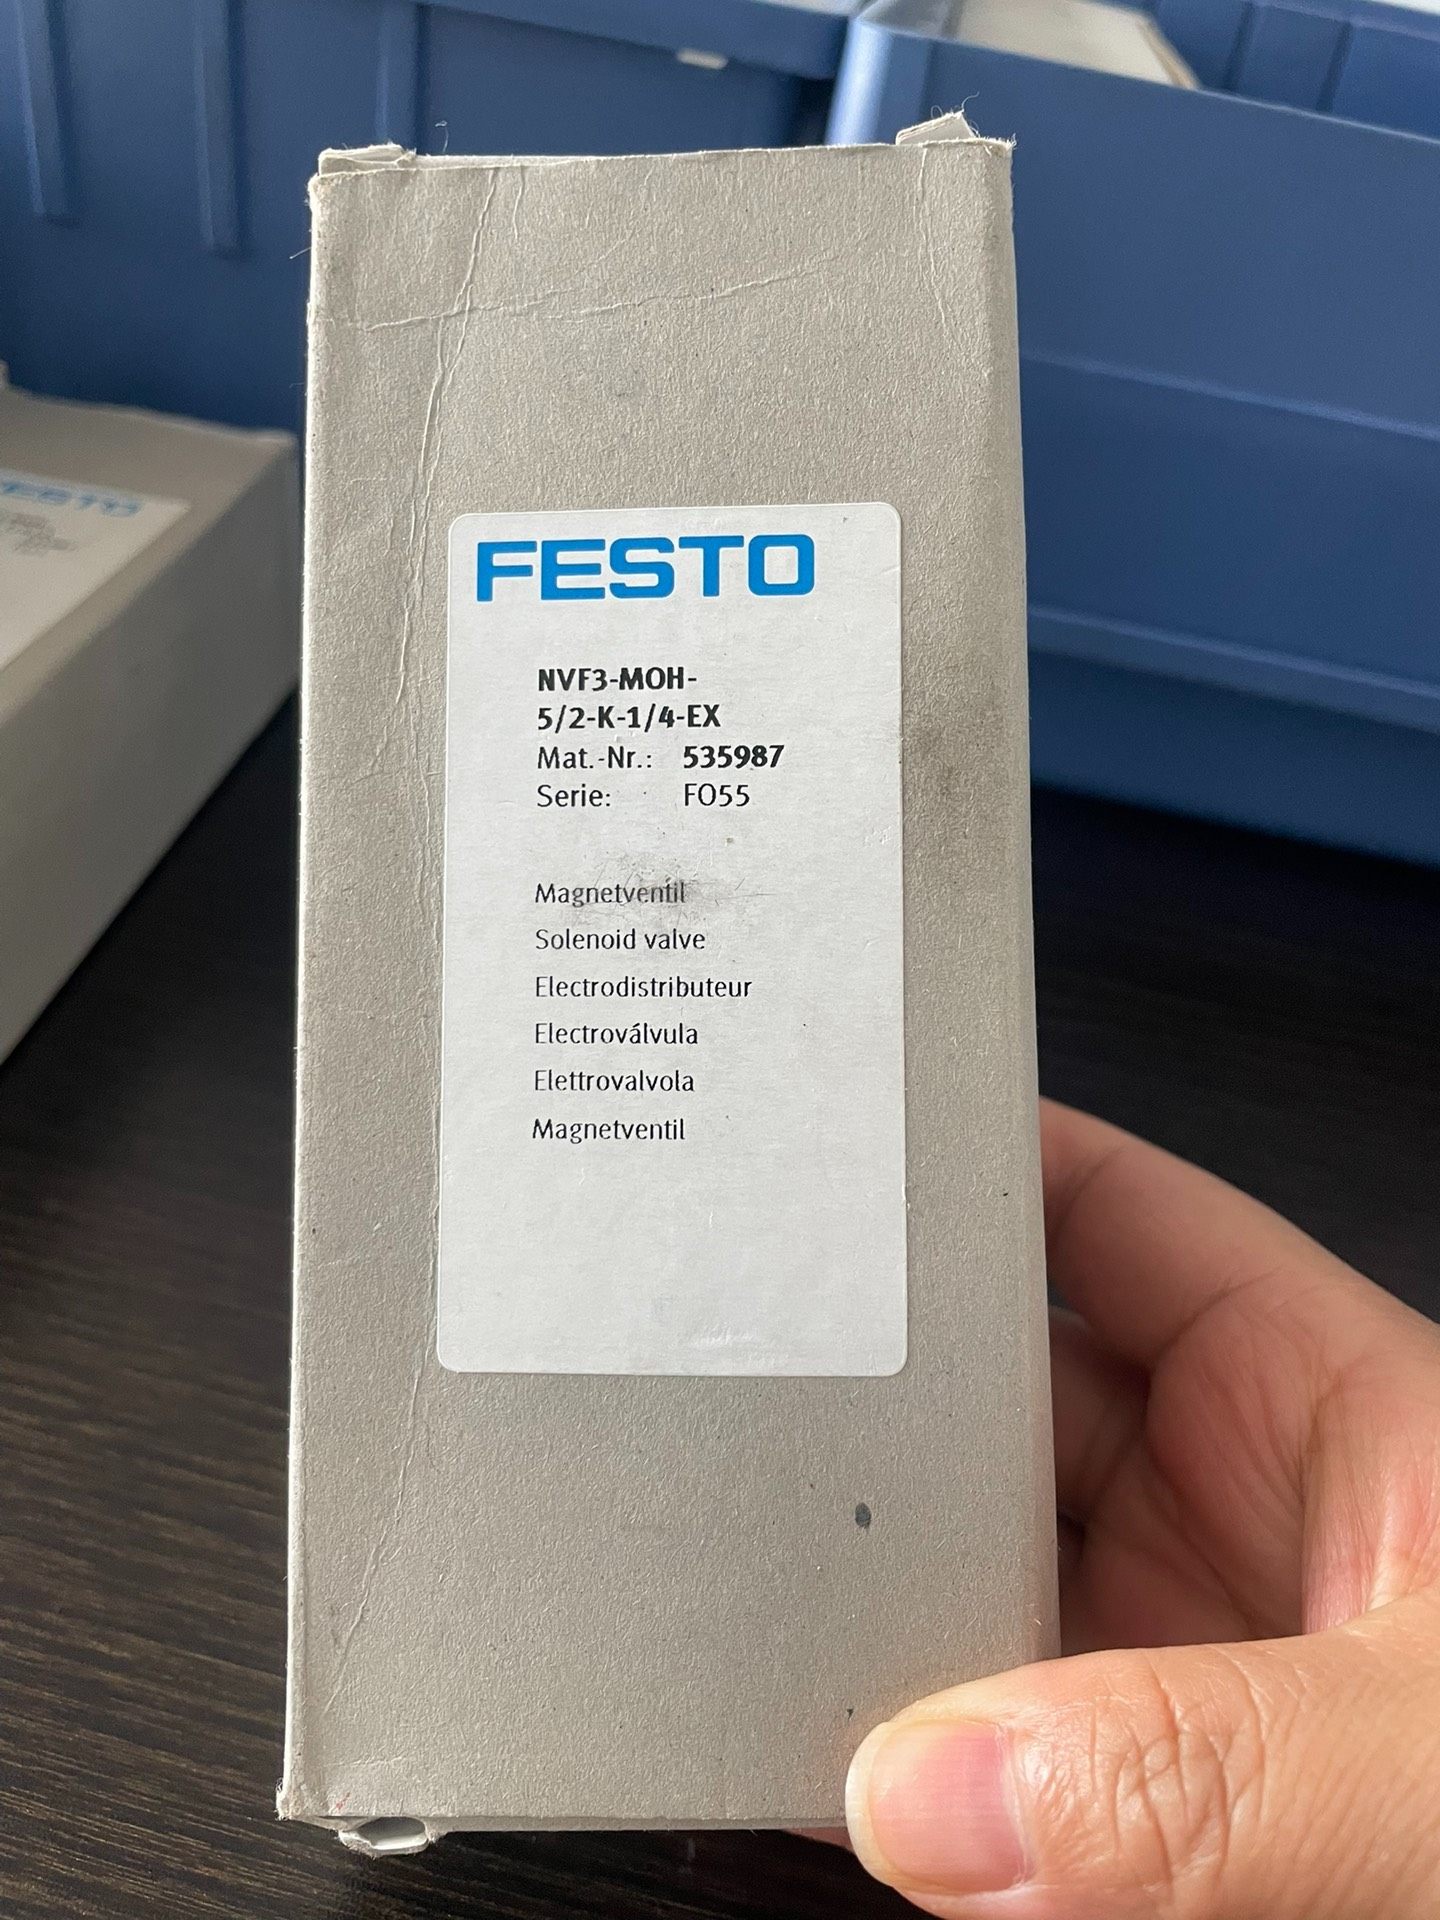 FESTO
NVF3-MOH-
5/2-K-1/4-EX
Mat.-Nr.: 535987
Serie: FO55
Magnetventil
Solenoid valve
Electrodistributeur
Electroválvula
Elettrovalvola
Magnetventil
FESTO